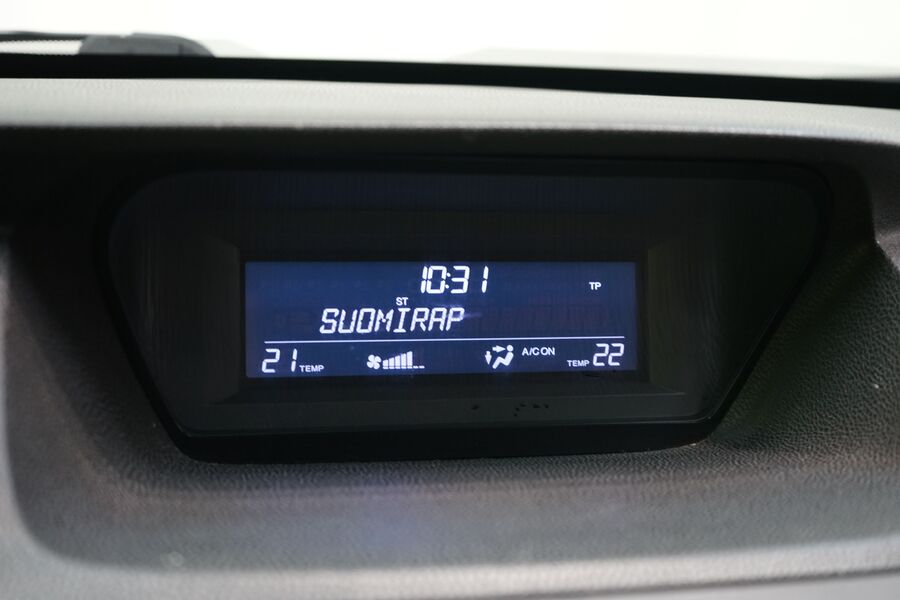 10:31
TP
ST
SUOMIRAP
21 TEMP A/C ON TEMP 22